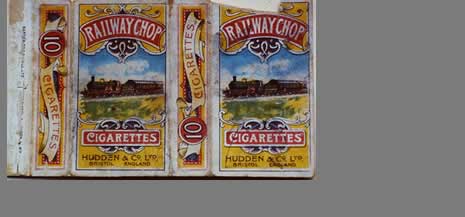 10
CIGARETTES
RAILWAY CHOP
CIGARETTES
HUDDEN & Co. LTD.
BRISTOL ENGLAND
CIGARETTES
10
RAILWAY CHOP
CIGARETTES
HUDDEN & Co. LTD.
BRISTOL ENGLAND